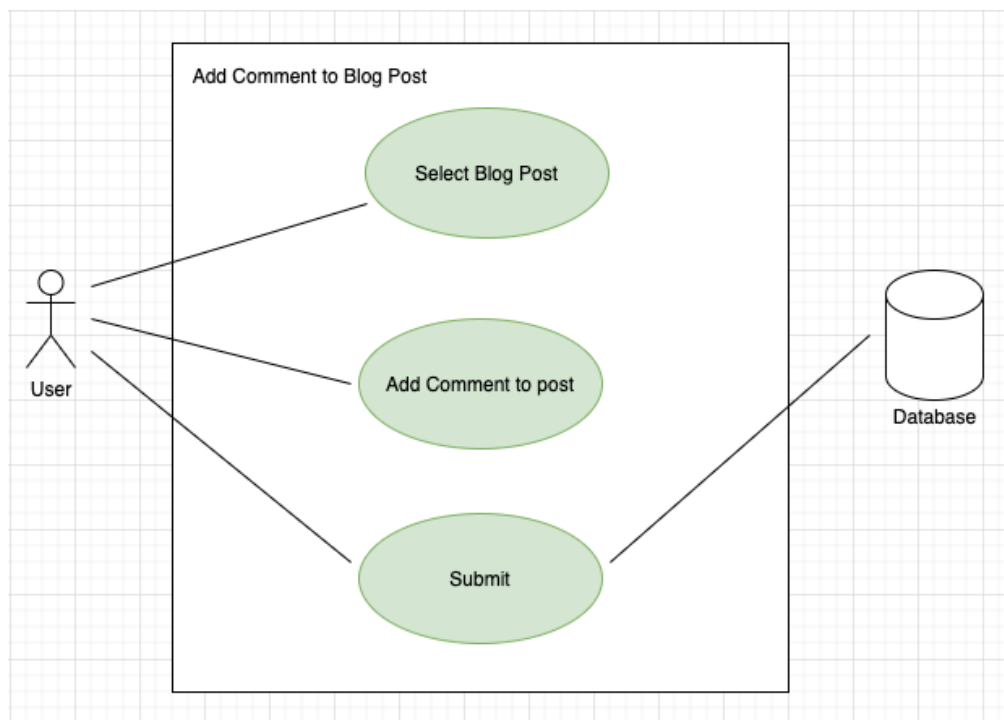 Add Comment to Blog Post
Select Blog Post
User
Add Comment to post
Database
Submit